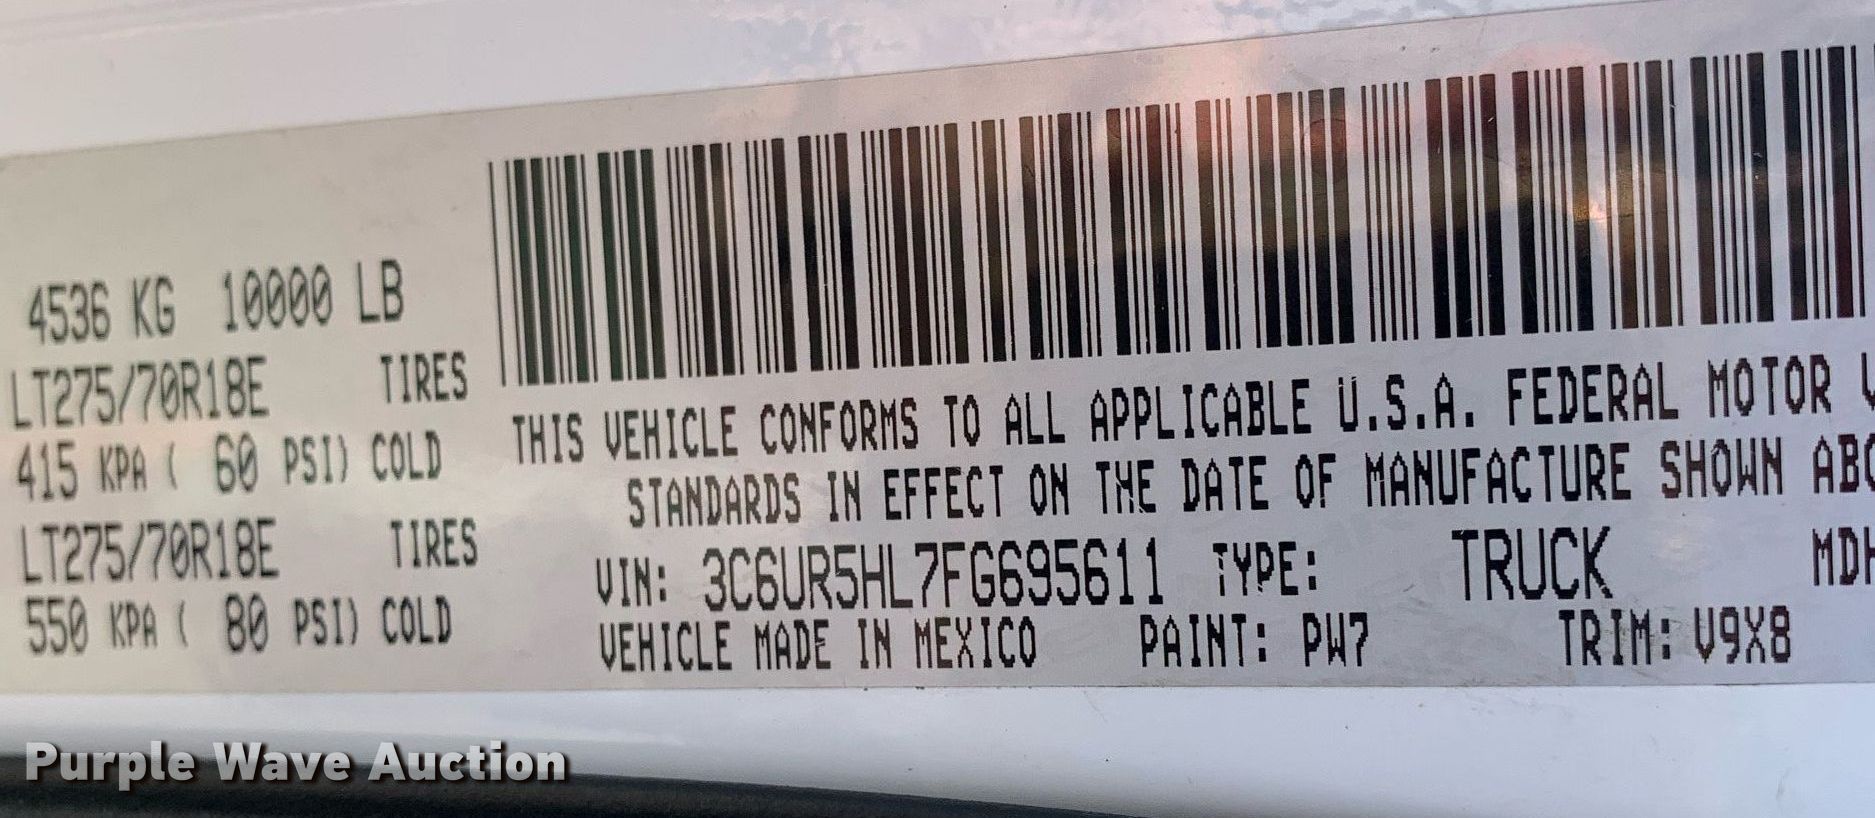 4536 KG 10000 LB
LT275/70R18E TIRES
415 KPA ( 60 PSI) COLD
LT275/70R18E TIRES
550 KPA ( 80 PSI) COLD
THIS VEHICLE CONFORMS TO ALL APPLICABLE U.S.A. FEDERAL MOTOR
STANDARDS IN EFFECT ON THE DATE OF MANUFACTURE SHOWN ABO
VIN: 3C6UR5HL7FG695611 TYPE: TRUCK MDH
VEHICLE MADE IN MEXICO PAINT: PW7 TRIM: V9X8
Purple Wave Auction